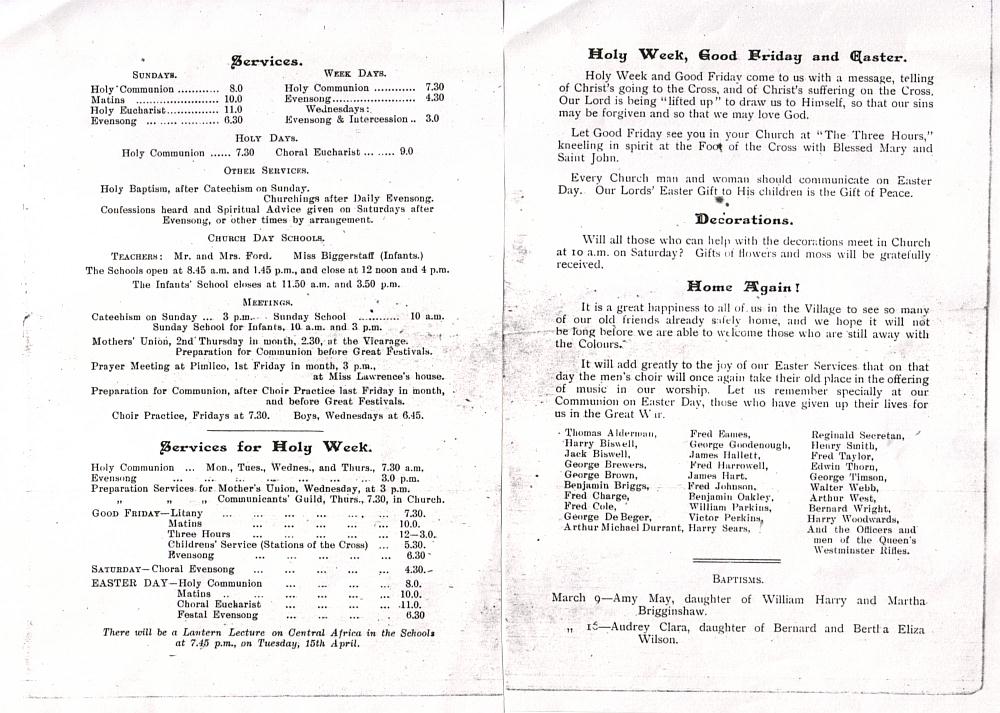 Services.
SUNDAYS.
Holy Communion ............ 8.0
Matins ..................... 10.0
Holy Eucharist.............. 11.0
Evensong ... ............... 6.30
WEEK DAYS.
Holy Communion ............ 7.30
Evensong..................... 4.30
Wednesdays:
Evensong & Intercession .. 3.0
HOLY DAYS.
Holy Communion ...... 7.30 Choral Eucharist ... ...... 9.0
OTHER SERVICES.
Holy Baptism, after Catechism on Sunday.
Churchings after Daily Evensong.
Confessions heard and Spiritual Advice given on Saturdays after
Evensong, or other times by arrangement.
CHURCH DAY SCHOOLS.
TEACHERS: Mr. and Mrs. Ford. Miss Biggerstaff (Infants.)
The Schools open at 8.45 a.m. and 1.45 p.m., and close at 12 noon and 4 p.m.
The Infants' School closes at 11.50 a.m. and 3.50 p.m.
MEETINGS.
Catechism on Sunday ... 3 p.m. Sunday School ............ 10 a.m.
Sunday School for Infants, 10 a.m. and 3 p.m.
Mothers' Union, 2nd Thursday in month, 2.30, at the Vicarage.
Preparation for Communion before Great Festivals.
Prayer Meeting at Pimlico, 1st Friday in month, 3 p.m.,
at Miss Lawrence's house.
Preparation for Communion, after Choir Practice last Friday in month,
and before Great Festivals.
Choir Practice, Fridays at 7.30. Boys, Wednesdays at 6.45.
Services for Holy Week.
Holy Communion ... Mon., Tues., Wednes., and Thurs., 7.30 a.m.
Evensong ... ... ... ... ... ... ... 3.0 p.m.
Preparation Services for Mother's Union, Wednesday, at 3 p.m.
„ „ „ Communicants' Guild, Thurs., 7.30, in Church.
GOOD FRIDAY—Litany ... ... ... ... ... 7.30.
Matins ... ... ... ... ... 10.0.
Three Hours ... ... ... ... 12—3.0.
Childrens' Service (Stations of the Cross) ... 5.30.
Evensong ... ... ... ... 6.30
SATURDAY—Choral Evensong ... ... ... ... 4.30.
EASTER DAY—Holy Communion ... ... ... ... 8.0.
Matins .. ... ... ... ... 10.0.
Choral Eucharist ... ... ... ... 11.0.
Festal Evensong ... ... ... ... 6.30
There will be a Lantern Lecture on Central Africa in the Schools
at 7.45 p.m., on Tuesday, 15th April.
Holy Week, Good Friday and Easter.
Holy Week and Good Friday come to us with a message, telling
of Christ's going to the Cross, and of Christ's suffering on the Cross.
Our Lord is being "lifted up" to draw us to Himself, so that our sins
may be forgiven and so that we may love God.
Let Good Friday see you in your Church at "The Three Hours,"
kneeling in spirit at the Foot of the Cross with Blessed Mary and
Saint John.
Every Church man and woman should communicate on Easter
Day. Our Lords' Easter Gift to His children is the Gift of Peace.
Decorations.
Will all those who can help with the decorations meet in Church
at 10 a.m. on Saturday? Gifts of flowers and moss will be gratefully
received.
Home Again!
It is a great happiness to all of us in the Village to see so many
of our old friends already safely home, and we hope it will not
be long before we are able to welcome those who are still away with
the Colours.
It will add greatly to the joy of our Easter Services that on that
day the men's choir will once again take their old place in the offering
of music in our worship. Let us remember specially at our
Communion on Easter Day, those who have given up their lives for
us in the Great War.
Thomas Alderman,
Harry Biswell,
Jack Biswell,
George Brewers,
George Brown,
Benjamin Briggs,
Fred Charge,
Fred Cole,
George De Beger,
Arthur Michael Durrant,
Fred Eames,
George Goodenough,
James Hallett,
Fred Harrowell,
James Hart,
Fred Johnson,
Benjamin Oakley,
William Parkins,
Victor Perkins,
Harry Sears,
Reginald Secretan,
Henry Smith,
Fred Taylor,
Edwin Thorn,
George Timson,
Walter Webb,
Arthur West,
Bernard Wright,
Harry Woodwards,
And the Officers and
men of the Queen's
Westminster Rifles.
BAPTISMS.
March 9—Amy May, daughter of William Harry and Martha
Brigginshaw.
„ 16—Audrey Clara, daughter of Bernard and Bertha Eliza
Wilson.